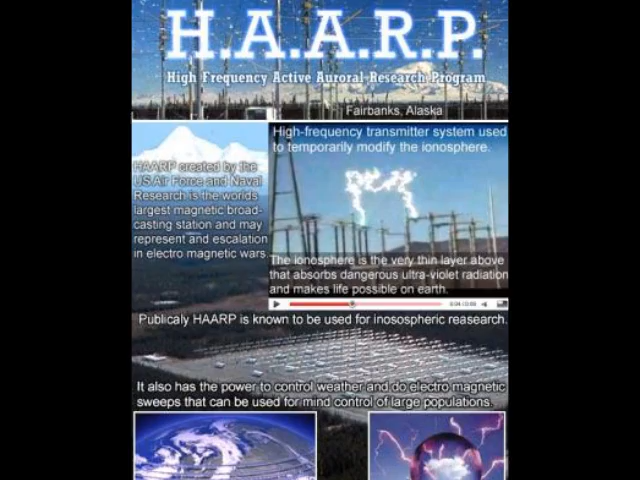 H.A.A.R.P.
High Frequency Active Auroral Research Program
Fairbanks, Alaska
High-frequency transmitter system used
to temporarily modify the ionosphere.
HAARP created by the
US Air Force and Naval
Research is the worlds
largest magnetic broad-
casting station and may
represent and escalation
in electro magnetic wars.
The ionosphere is the very thin layer above
that absorbs dangerous ultra-violet radiation
and makes life possible on earth.
Publicaly HAARP is known to be used for inosospheric reasearch.
It also has the power to control weather and do electro magnetic
sweeps that can be used for mind control of large populations.